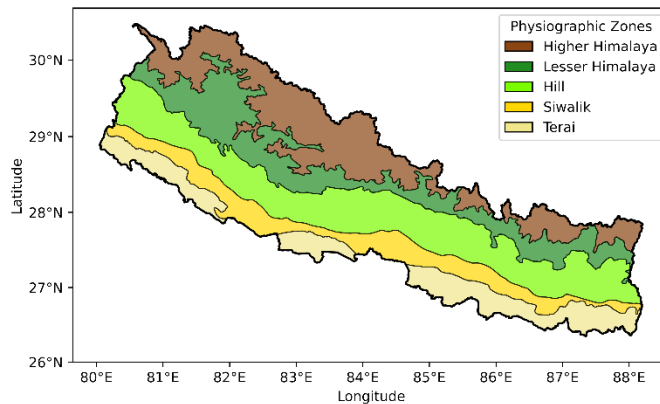 Physiographic Zones
Higher Himalaya
Lesser Himalaya
Hill
Siwalik
Terai
30°N
29°N
28°N
27°N
26°N
Latitude
80°E 81°E 82°E 83°E 84°E 85°E 86°E 87°E 88°E
Longitude